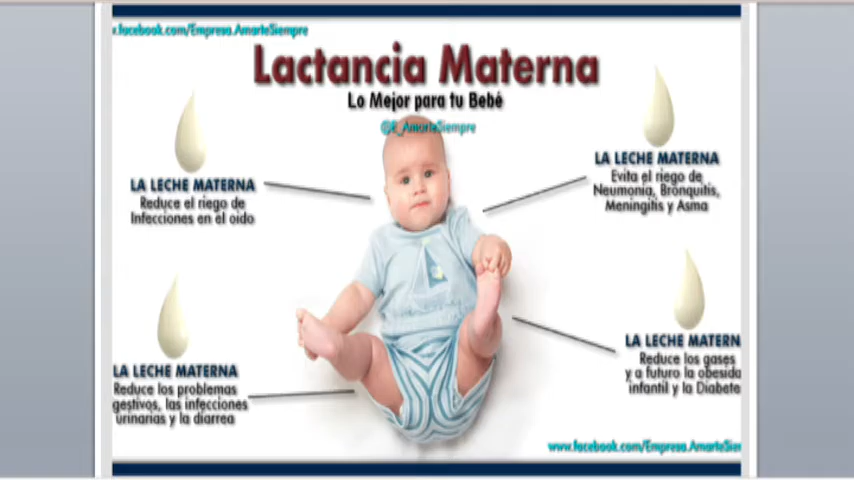 .facebook.com/Empresa.AmarteSiempre
Lactancia Materna
Lo Mejor para tu Bebé
@E_AmarteSiempre
LA LECHE MATERNA
Reduce el riego de
Infecciones en el oido
LA LECHE MATERNA
Evita el riego de
Neumonia, Bronquitis,
Meningitis y Asma
LA LECHE MATERNA
Reduce los problemas
gestivos, las infecciones
urinarias y la diarrea
LA LECHE MATERN
Reduce los gases
y a futuro la obesida
infantil y la Diabete
www.facebook.com/Empresa.AmarteSier